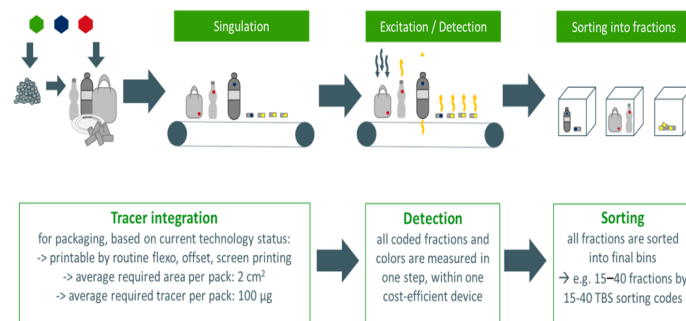 Singulation
Excitation / Detection
Sorting into fractions
Tracer integration
for packaging, based on current technology status:
-> printable by routine flexo, offset, screen printing
-> average required area per pack: 2 cm²
-> average required tracer per pack: 100 µg
Detection
all coded fractions and
colors are measured in
one step, within one
cost-efficient device
Sorting
all fractions are sorted
into final bins
→ e.g. 15–40 fractions by
15-40 TBS sorting codes